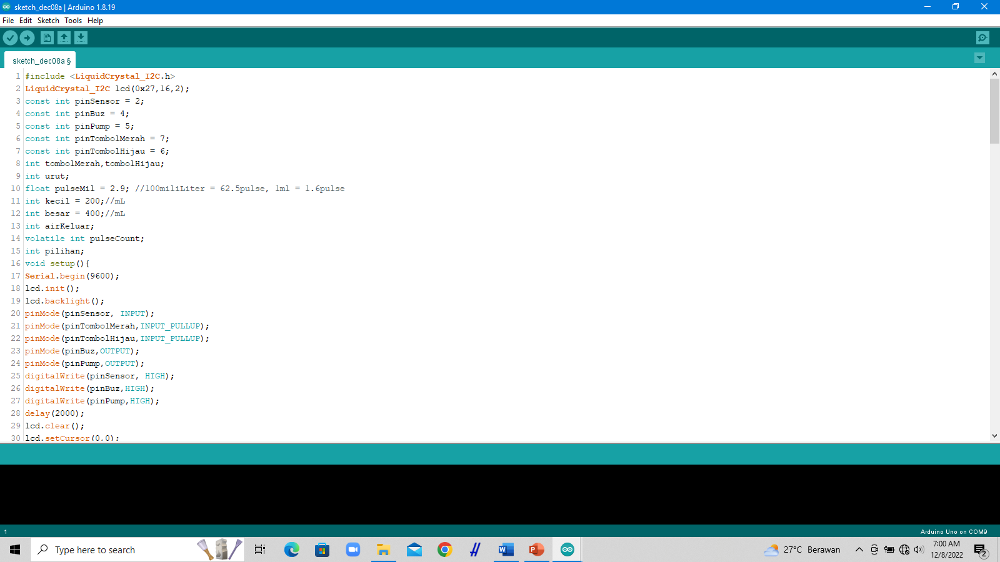 sketch_dec08a | Arduino 1.8.19
File Edit Sketch Tools Help
sketch_dec08a §
1 #include <LiquidCrystal_I2C.h>
2 LiquidCrystal_I2C lcd(0x27,16,2);
3 const int pinSensor = 2;
4 const int pinBuz = 4;
5 const int pinPump = 5;
6 const int pinTombolMerah = 7;
7 const int pinTombolHijau = 6;
8 int tombolMerah,tombolHijau;
9 int urut;
10 float pulseMil = 2.9; //100miliLiter = 62.5pulse, 1ml = 1.6pulse
11 int kecil = 200;//mL
12 int besar = 400;//mL
13 int airKeluar;
14 volatile int pulseCount;
15 int pilihan;
16 void setup(){
17 Serial.begin(9600);
18 lcd.init();
19 lcd.backlight();
20 pinMode(pinSensor, INPUT);
21 pinMode(pinTombolMerah,INPUT_PULLUP);
22 pinMode(pinTombolHijau,INPUT_PULLUP);
23 pinMode(pinBuz,OUTPUT);
24 pinMode(pinPump,OUTPUT);
25 digitalWrite(pinSensor, HIGH);
26 digitalWrite(pinBuz,HIGH);
27 digitalWrite(pinPump,HIGH);
28 delay(2000);
29 lcd.clear();
30 lcd.setCursor(0,0);
1 Arduino Uno on COM9
Type here to search
27°C Berawan
7:00 AM
12/8/2022
2